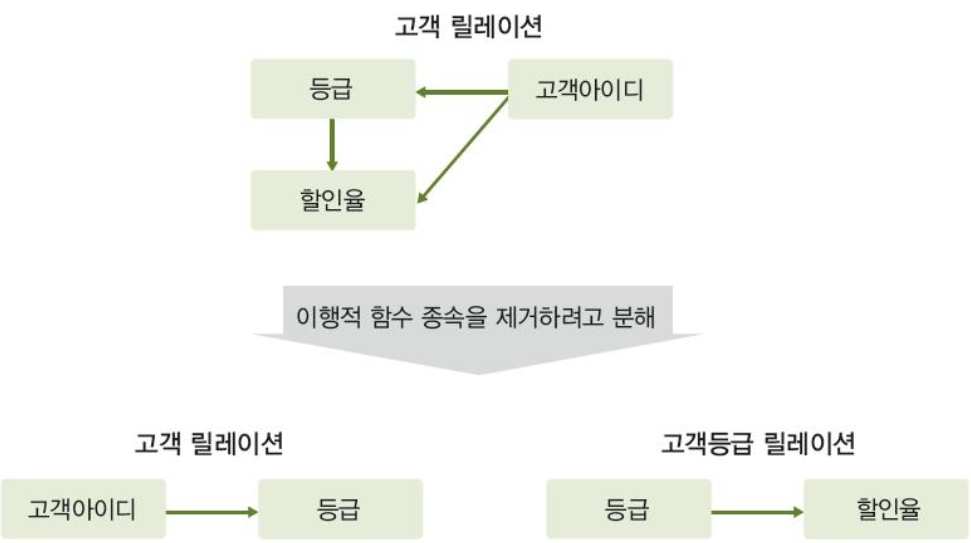 고객 릴레이션
등급
고객아이디
할인율
이행적 함수 종속을 제거하려고 분해
고객 릴레이션
고객등급 릴레이션
고객아이디
등급
등급
할인율